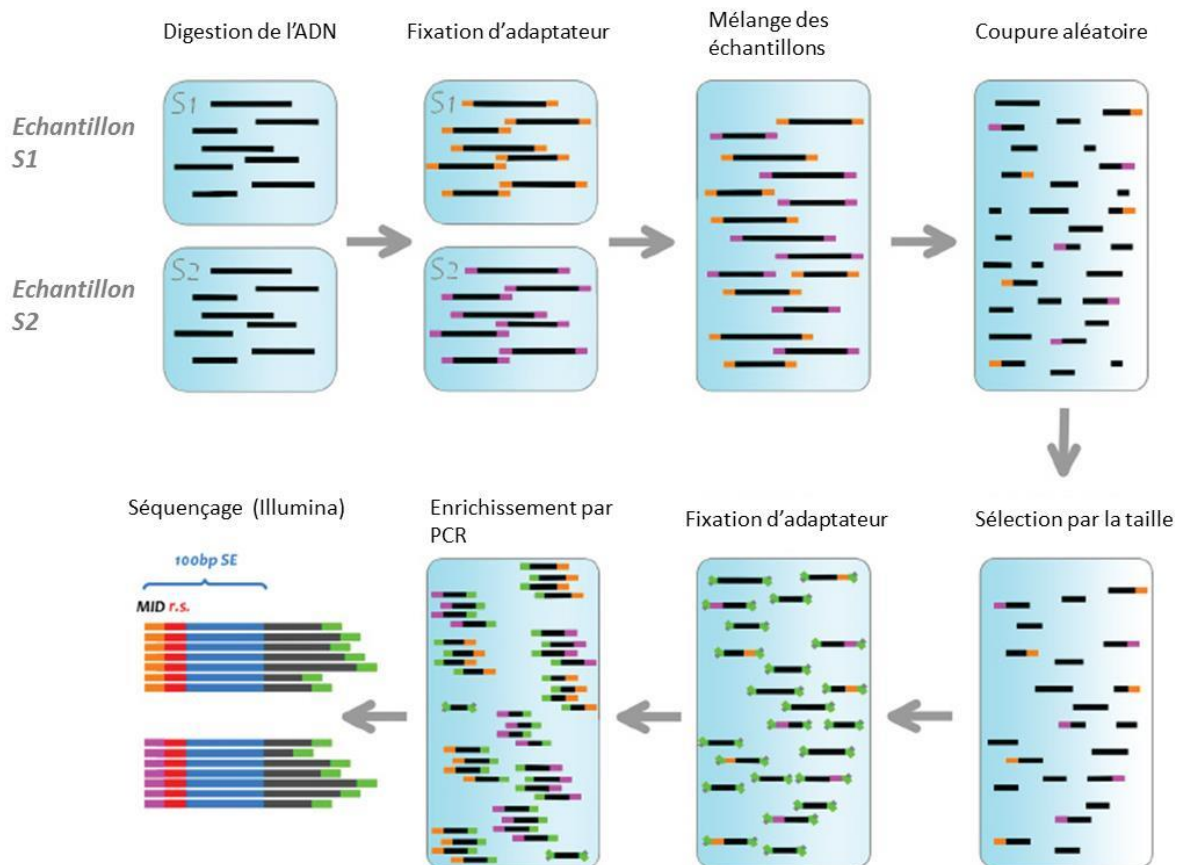 Digestion de l'ADN
Fixation d'adaptateur
Mélange des
échantillons
Coupure aléatoire
Echantillon
S1
S1
S1
Echantillon
S2
S2
S2
Séquençage (Illumina)
Enrichissement par
PCR
Fixation d'adaptateur
Sélection par la taille
100bp SE
MID r.s.